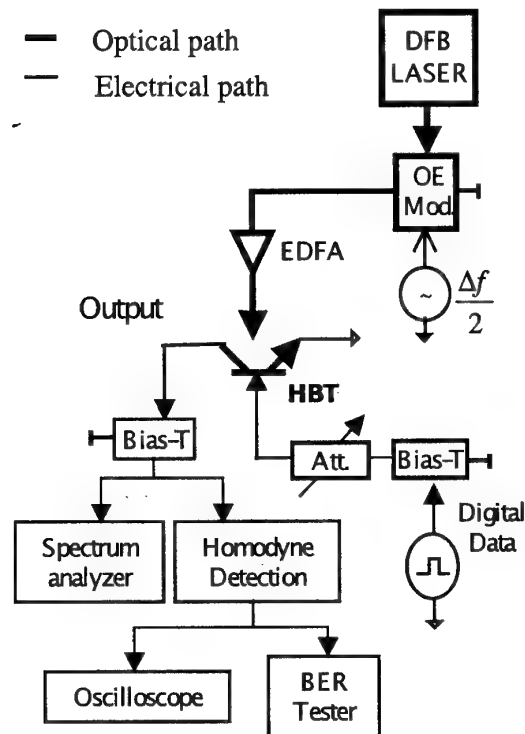 Optical path
Electrical path
DFB
LASER
OE
Mod.
EDFA
~
Δf
2
Output
HBT
Bias-T
Att.
Bias-T
Digital
Data
Spectrum
analyzer
Homodyne
Detection
Oscilloscope
BER
Tester